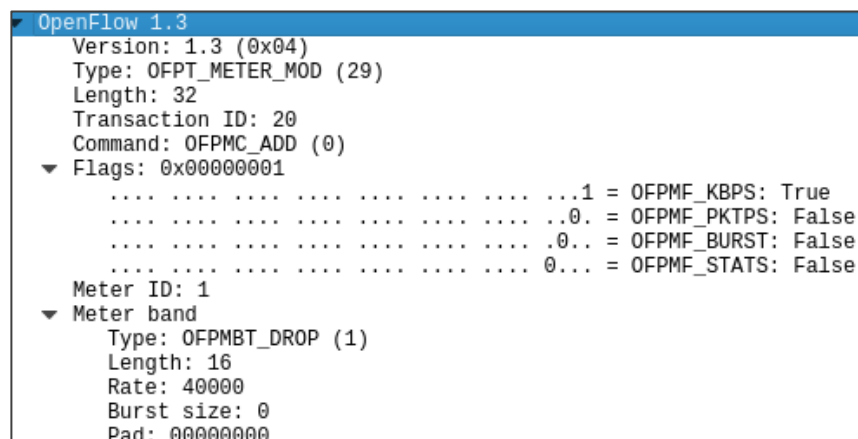 OpenFlow 1.3
Version: 1.3 (0x04)
Type: OFPT_METER_MOD (29)
Length: 32
Transaction ID: 20
Command: OFPMC_ADD (0)
Flags: 0x00000001
.... .... .... .... .... .... .... ...1 = OFPMF_KBPS: True
.... .... .... .... .... .... .... ..0. = OFPMF_PKTPS: False
.... .... .... .... .... .... .... .0.. = OFPMF_BURST: False
.... .... .... .... .... .... .... 0... = OFPMF_STATS: False
Meter ID: 1
Meter band
Type: OFPMBT_DROP (1)
Length: 16
Rate: 40000
Burst size: 0
Pad: 00000000